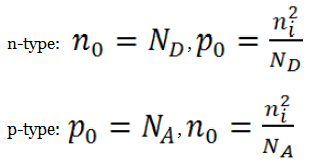 n-type: n₀ = N_D, p₀ = n_i²/N_D
p-type: p₀ = N_A, n₀ = n_i²/N_A